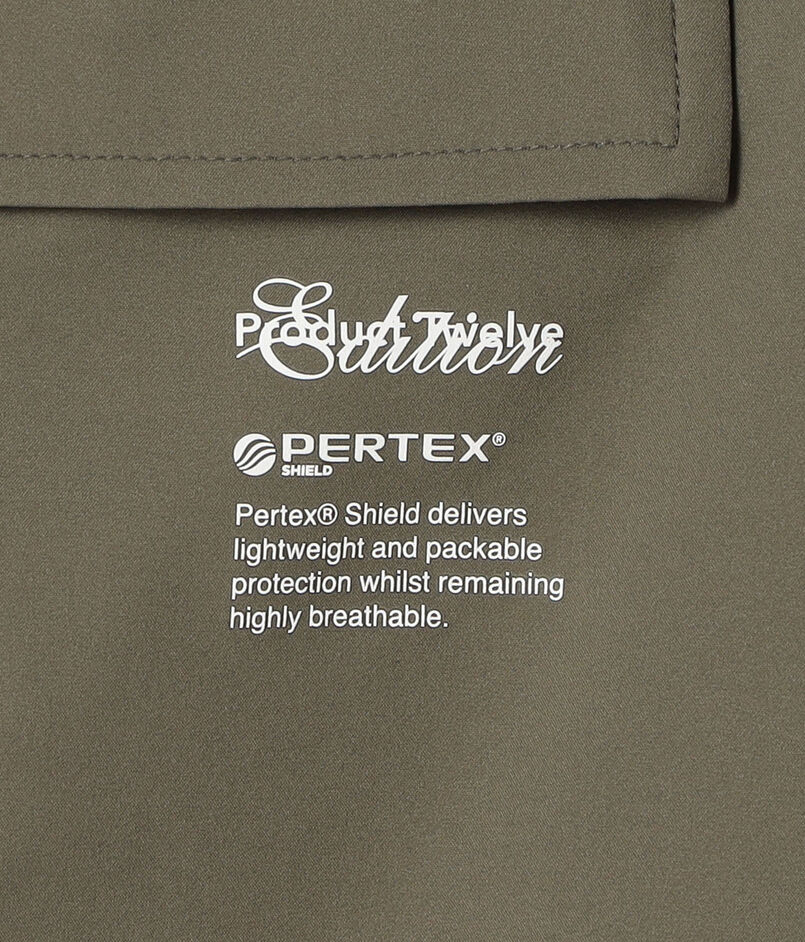 Product Twelve
Edition
PERTEX®
SHIELD
Pertex® Shield delivers
lightweight and packable
protection whilst remaining
highly breathable.